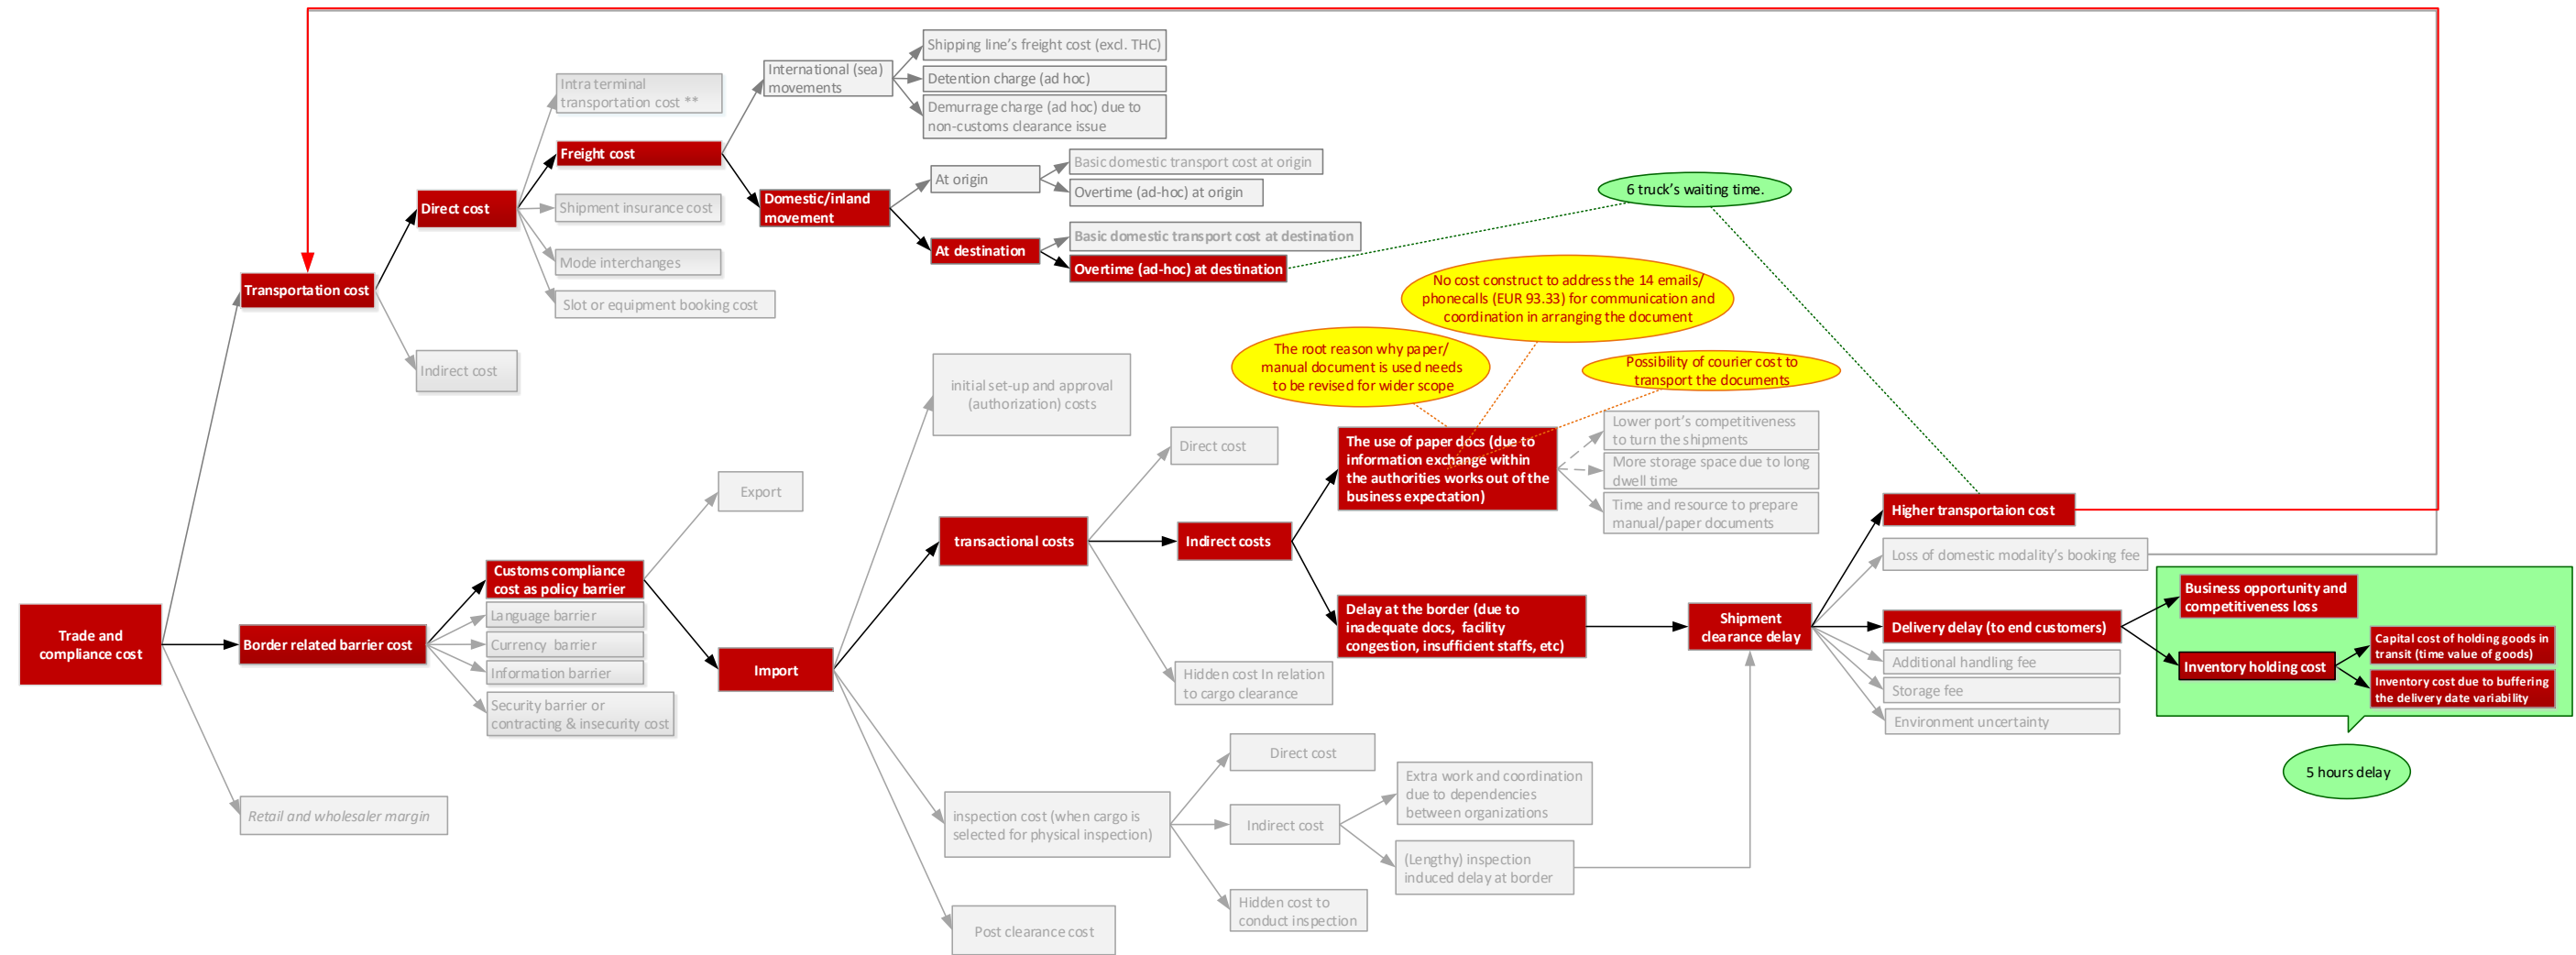 Shipping line's freight cost (excl. THC)
International (sea)
movements
Detention charge (ad hoc)
Intra terminal
transportation cost **
Demurrage charge (ad hoc) due to
non-customs clearance issue
Freight cost
Basic domestic transport cost at origin
At origin
Overtime (ad-hoc) at origin
6 truck's waiting time.
Direct cost
Shipment insurance cost
Domestic/inland
movement
Basic domestic transport cost at destination
At destination
Overtime (ad-hoc) at destination
Mode interchanges
Transportation cost
Slot or equipment booking cost
No cost construct to address the 14 emails/
phonecalls (EUR 93.33) for communication and
coordination in arranging the document
The root reason why paper/
manual document is used needs
to be revised for wider scope
Possibility of courier cost to
transport the documents
Indirect cost
initial set-up and approval
(authorization) costs
Direct cost
The use of paper docs (due to
information exchange within
the authorities works out of the
business expectation)
Lower port's competitiveness
to turn the shipments
More storage space due to long
dwell time
Time and resource to prepare
manual/paper documents
Export
Higher transportaion cost
transactional costs
Indirect costs
Loss of domestic modality's booking fee
Customs compliance
cost as policy barrier
Language barrier
Currency barrier
Information barrier
Security barrier or
contracting & insecurity cost
Trade and
compliance cost
Border related barrier cost
Import
Delay at the border (due to
inadequate docs, facility
congestion, insufficient staffs, etc)
Shipment
clearance delay
Delivery delay (to end customers)
Business opportunity and
competitiveness loss
Inventory holding cost
Capital cost of holding goods in
transit (time value of goods)
Inventory cost due to buffering
the delivery date variability
Additional handling fee
Storage fee
Environment uncertainty
Hidden cost In relation
to cargo clearance
5 hours delay
Direct cost
Retail and wholesaler margin
inspection cost (when cargo is
selected for physical inspection)
Indirect cost
Extra work and coordination
due to dependencies
between organizations
(Lengthy) inspection
induced delay at border
Hidden cost to
conduct inspection
Post clearance cost